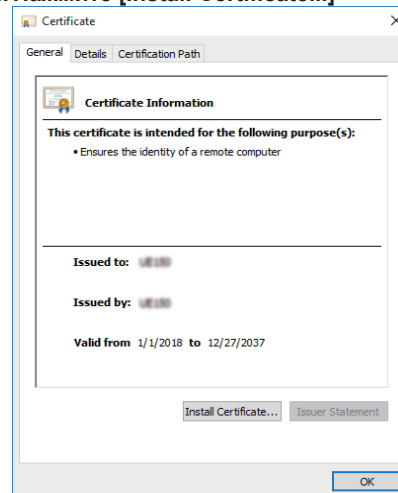 Certificate
General Details Certification Path
Certificate Information
This certificate is intended for the following purpose(s):
• Ensures the identity of a remote computer
Issued to:
Issued by:
Valid from 1/1/2018 to 12/27/2037
Install Certificate... Issuer Statement
OK